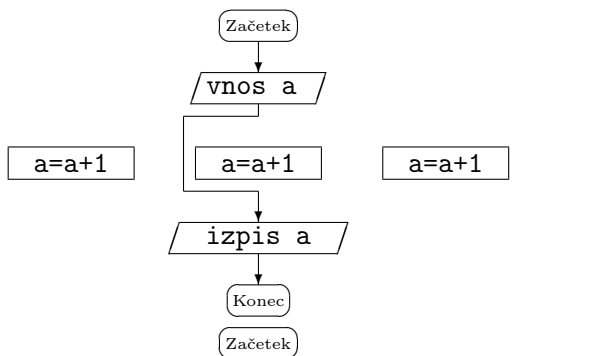 Začetek
vnos a
a=a+1 a=a+1 a=a+1
izpis a
Konec
Začetek